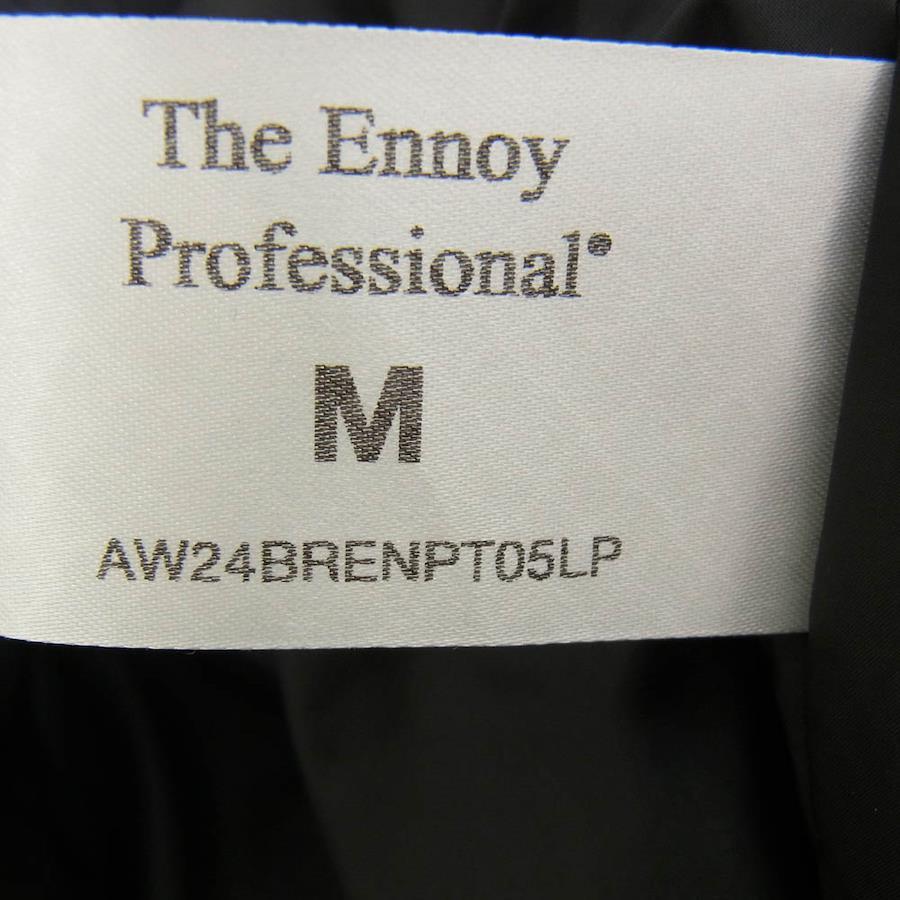 The Ennoy
Professional®
M
AW24BRENPT05LP